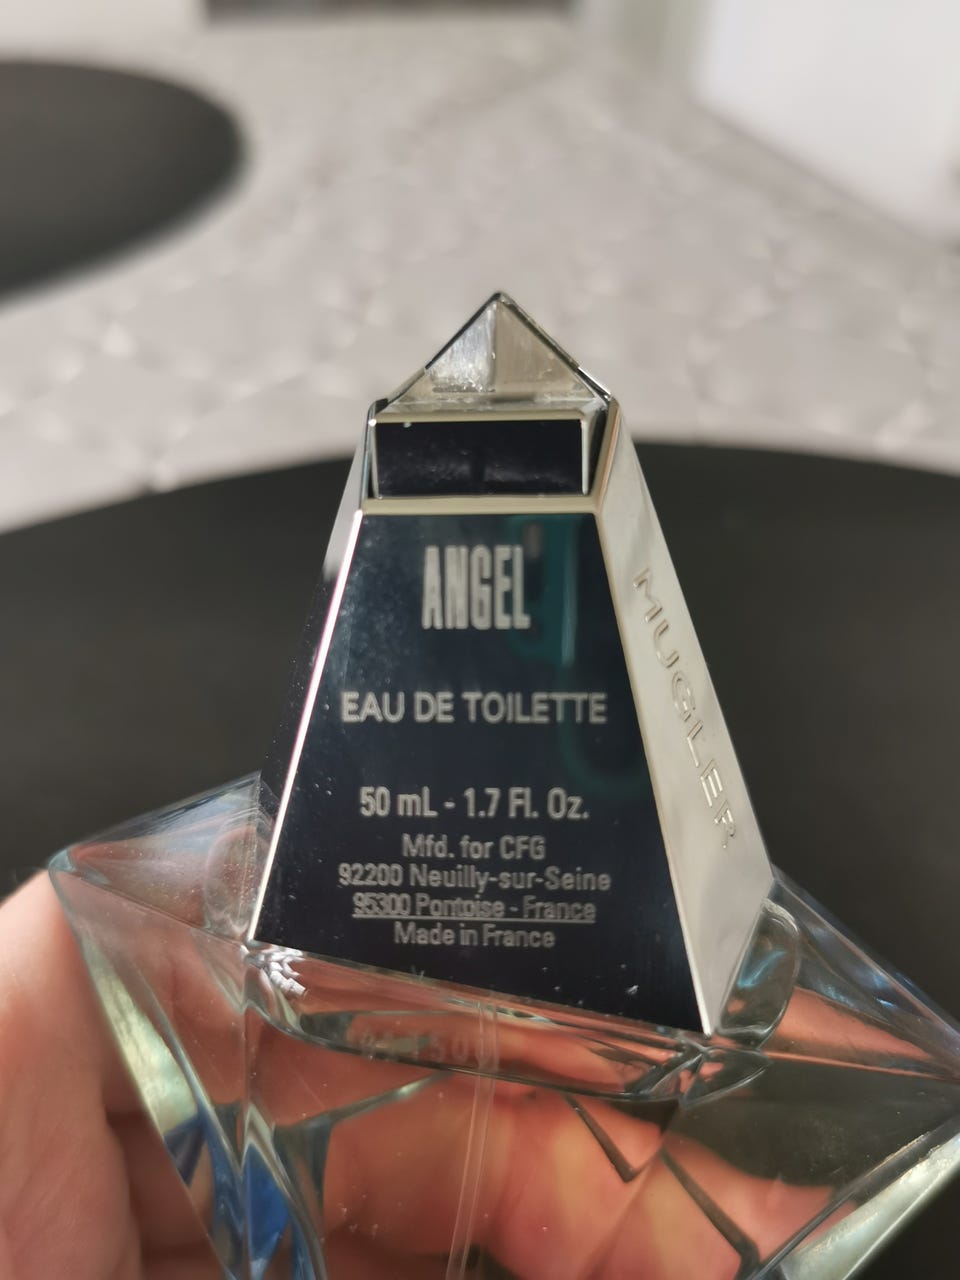 ANGEL
EAU DE TOILETTE
50 mL - 1.7 Fl. Oz.
Mfd. for CFG
92200 Neuilly-sur-Seine
95300 Pontoise - France
Made in France
MUGLER